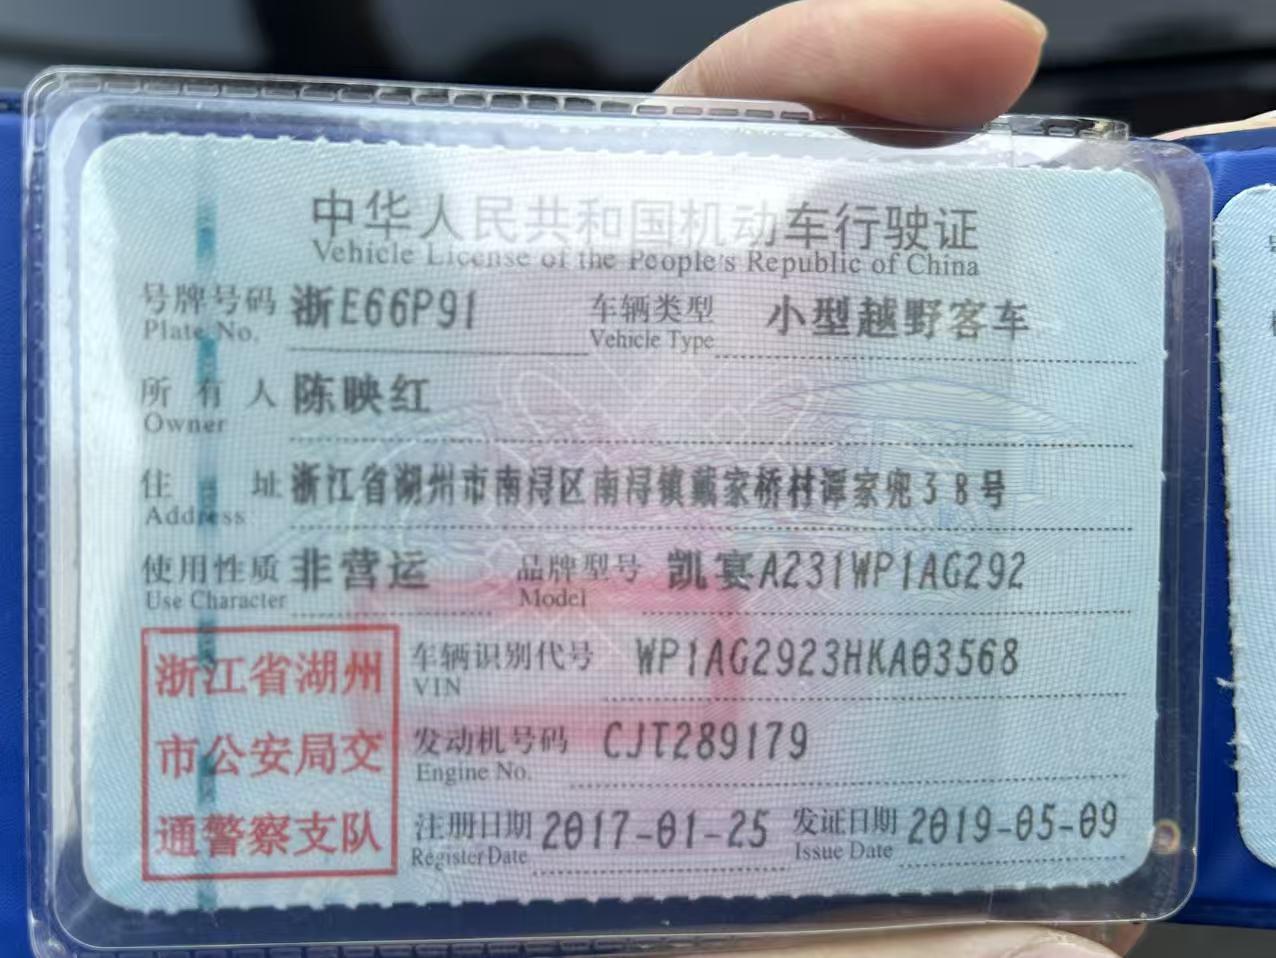 中华人民共和国机动车行驶证
Vehicle License of the People's Republic of China
号牌号码 浙E66P91 车辆类型 小型越野客车
Plate No. Vehicle Type
所有人 陈映红
Owner
住址 浙江省湖州市南浔区南浔镇戴家桥村谭家兜38号
Address
使用性质 非营运 品牌型号 凯宴A231WP1AG292
Use Character Model
浙江省湖州
市公安局交
通警察支队
车辆识别代号 WP1AG2923HKA03568
VIN
发动机号码 CJT289179
Engine No.
注册日期 2017-01-25 发证日期 2019-05-09
Register Date Issue Date